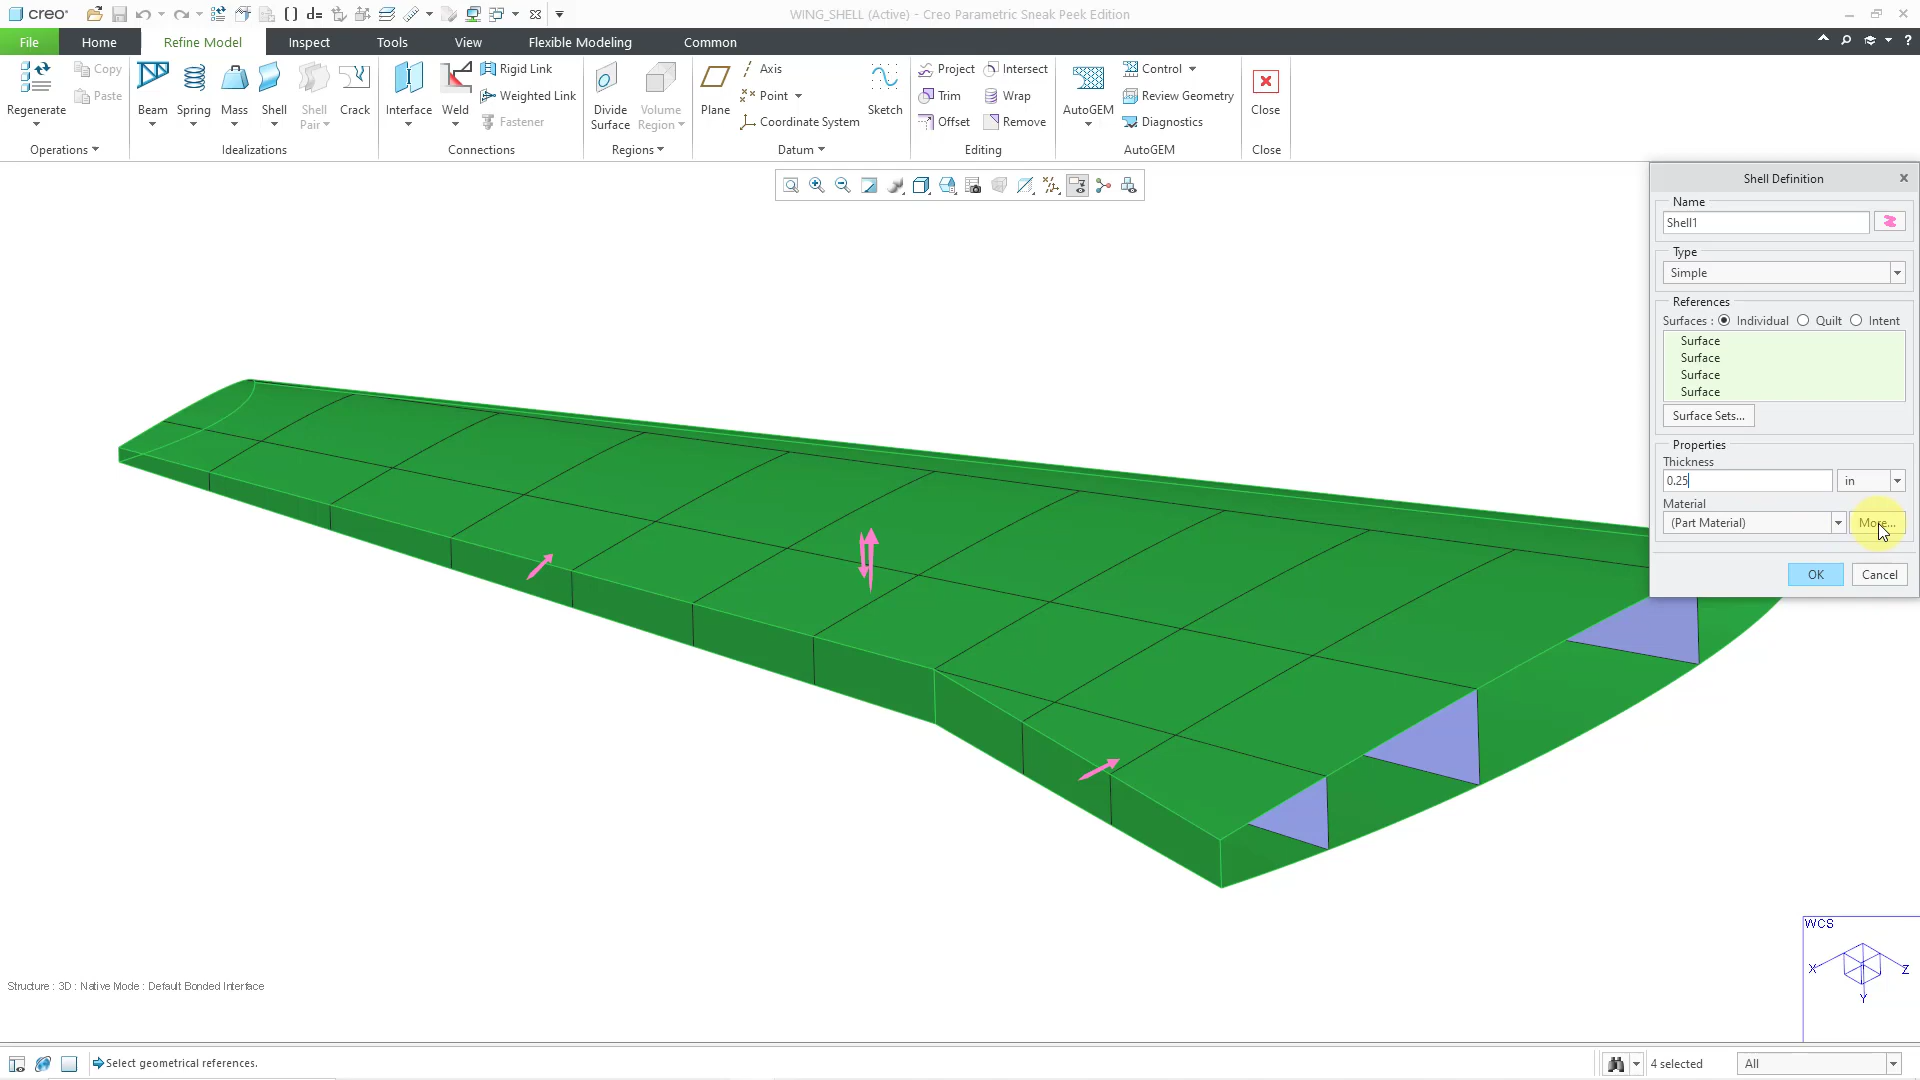 creo
d=
WING_SHELL (Active) - Creo Parametric Sneak Peek Edition
File Home Refine Model Inspect Tools View Flexible Modeling Common
Regenerate Copy Paste
Operations
Beam Spring Mass Shell Shell Pair Crack
Idealizations
Interface Weld Rigid Link Weighted Link Fastener
Connections
Divide Surface Volume Region
Regions
Plane Axis Point Coordinate System Sketch
Datum
Project Intersect Trim Wrap Offset Remove
Editing
AutoGEM Control Review Geometry Diagnostics
AutoGEM
Close
Close
Shell Definition
Name
Shell1
Type
Simple
References
Surfaces : Individual Quilt Intent
Surface
Surface
Surface
Surface
Surface Sets...
Properties
Thickness
0.25 in
Material
(Part Material) More...
OK Cancel
WCS
X Z
Y
Structure : 3D : Native Mode : Default Bonded Interface
Select geometrical references.
4 selected All